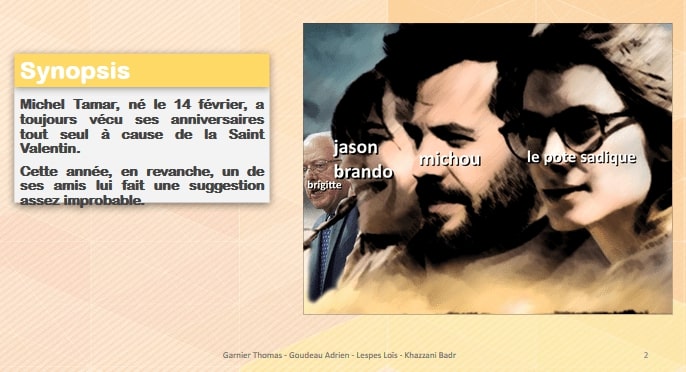 Synopsis
Michel Tamar, né le 14 février, a
toujours vécu ses anniversaires
tout seul à cause de la Saint
Valentin.
Cette année, en revanche, un de
ses amis lui fait une suggestion
assez improbable.
jason
brando
brigitte
michou
le pote sadique
Garnier Thomas - Goudeau Adrien - Lespes Loïs - Khazzani Badr
2